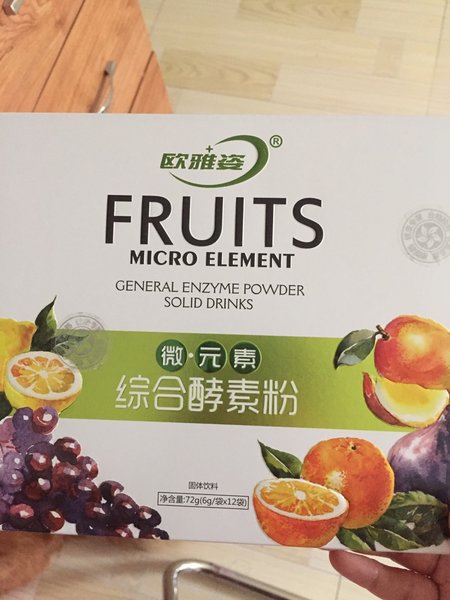 欧雅姿®
FRUITS
MICRO ELEMENT
GENERAL ENZYME POWDER
SOLID DRINKS
微·元素
综合酵素粉
固体饮料
净含量:72g(6g/袋x12袋)